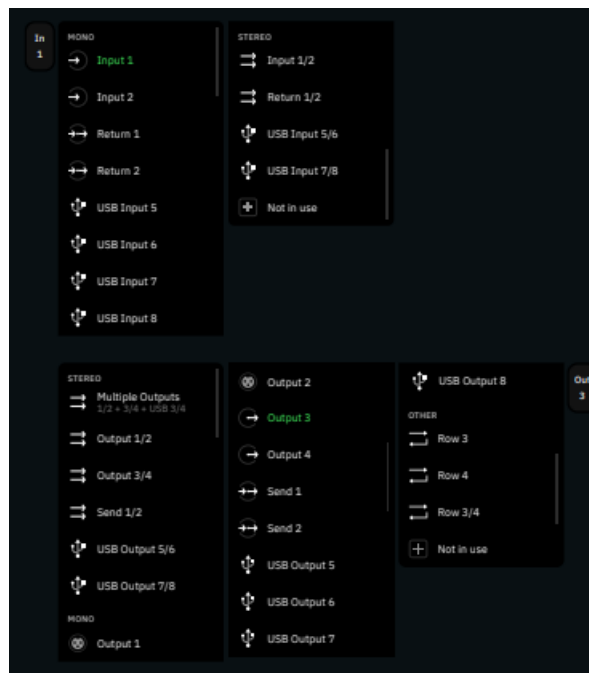 In
1
MONO
Input 1
Input 2
Return 1
Return 2
USB Input 5
USB Input 6
USB Input 7
USB Input 8
STEREO
Input 1/2
Return 1/2
USB Input 5/6
USB Input 7/8
Not in use
STEREO
Multiple Outputs
1/2 + 3/4 + USB 3/4
Output 1/2
Output 3/4
Send 1/2
USB Output 5/6
USB Output 7/8
MONO
Output 1
Output 2
Output 3
Output 4
Send 1
Send 2
USB Output 5
USB Output 6
USB Output 7
USB Output 8
OTHER
Row 3
Row 4
Row 3/4
Not in use
Out
3